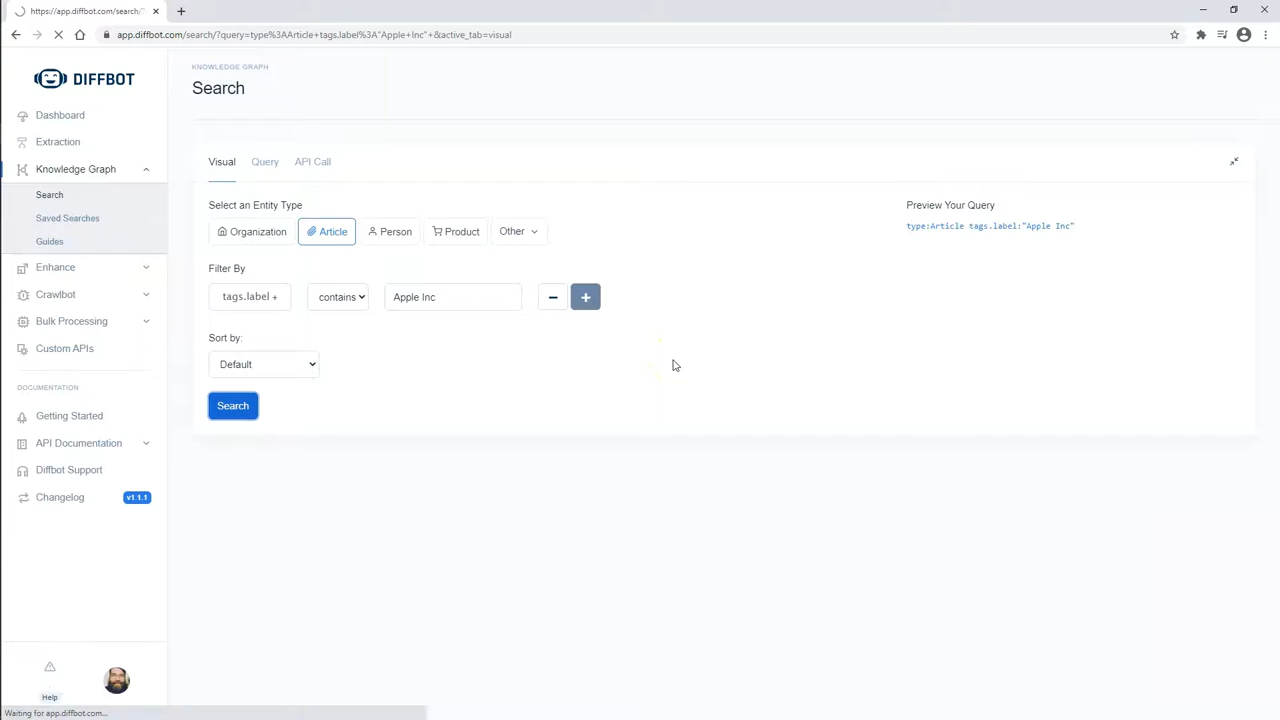 https://app.diffbot.com/search/?
app.diffbot.com/search/?query=type%3AArticle+tags.label%3A"Apple+Inc"+&active_tab=visual
DIFFBOT
Dashboard
Extraction
Knowledge Graph
Search
Saved Searches
Guides
Enhance
Crawlbot
Bulk Processing
Custom APIs
DOCUMENTATION
Getting Started
API Documentation
Diffbot Support
Changelog v1.1.1
Help
KNOWLEDGE GRAPH
Search
Visual Query API Call
Select an Entity Type
Organization Article Person Product Other
Filter By
tags.label + contains Apple Inc
Sort by:
Default
Search
Preview Your Query
type:Article tags.label:"Apple Inc"
Waiting for app.diffbot.com...